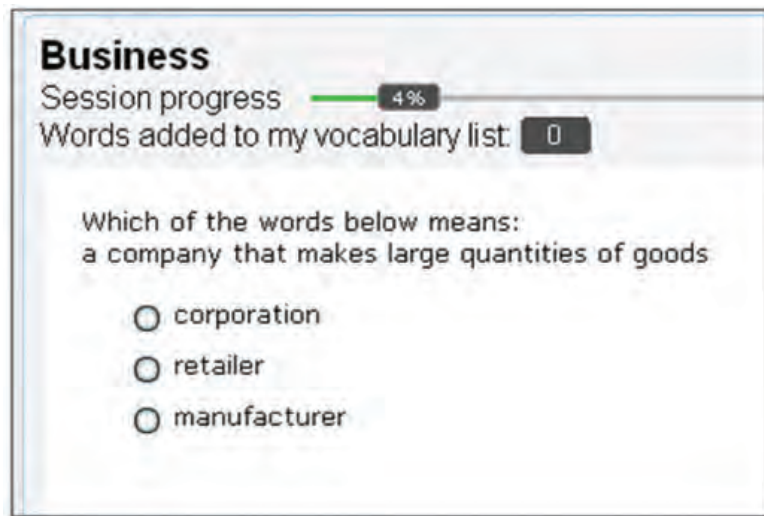 Business
Session progress 4%
Words added to my vocabulary list: 0
Which of the words below means:
a company that makes large quantities of goods
corporation
retailer
manufacturer